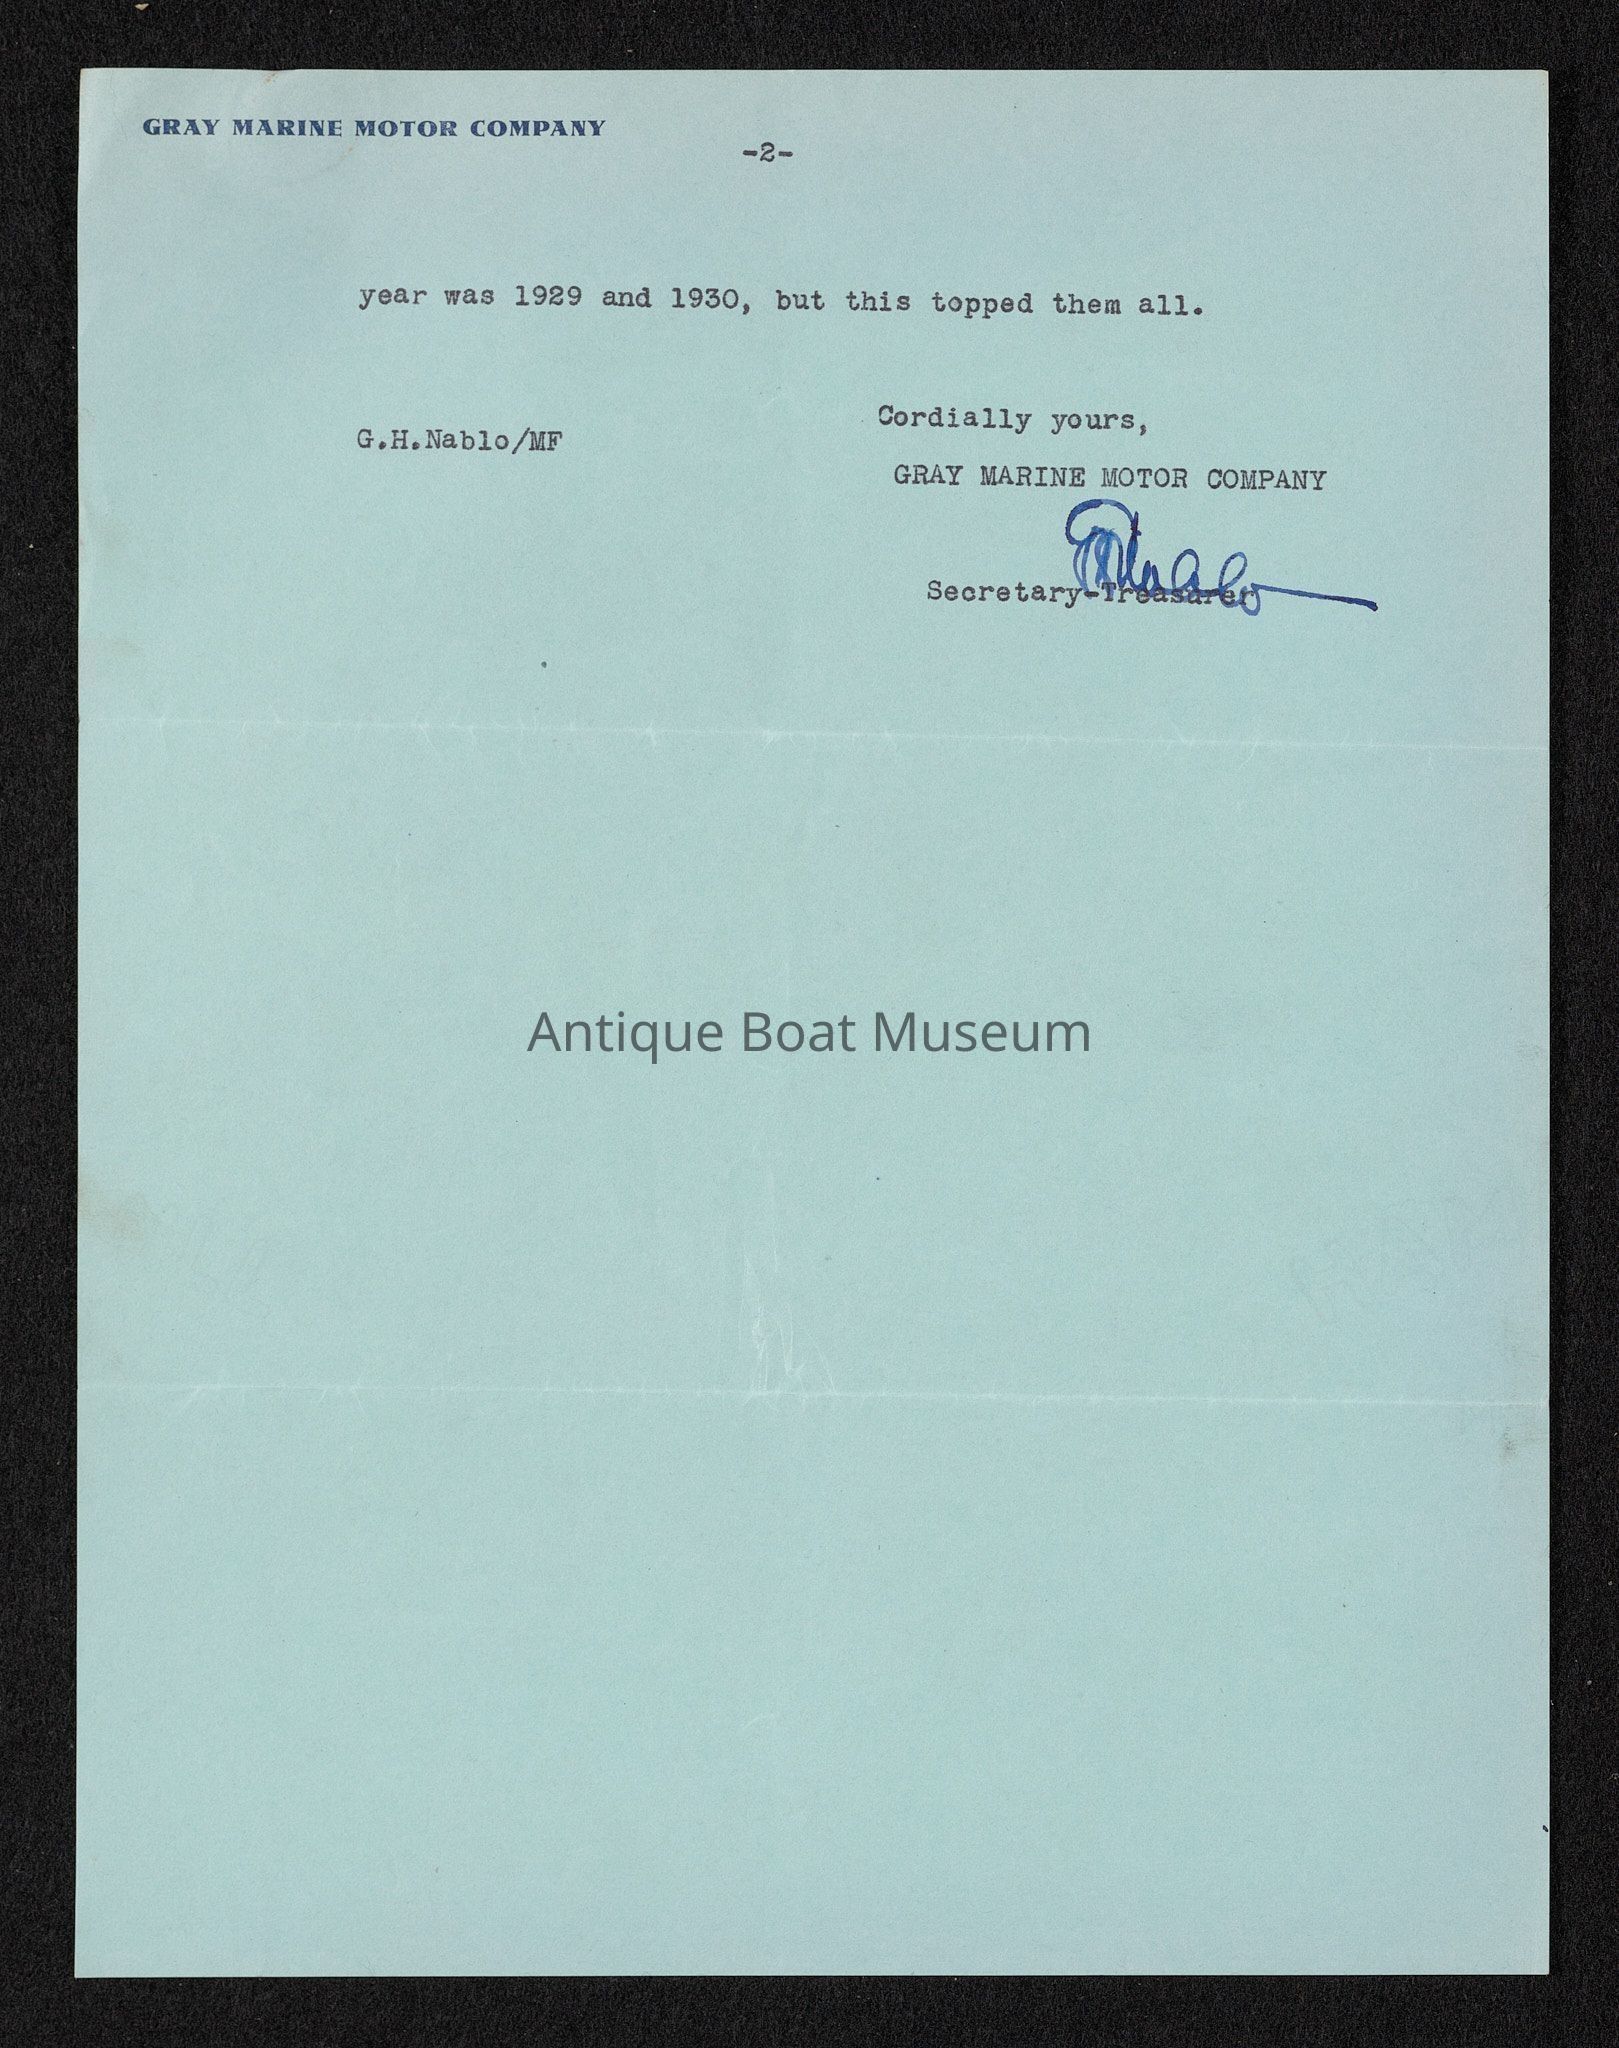 GRAY MARINE MOTOR COMPANY
-2-
year was 1929 and 1930, but this topped them all.
Cordially yours,
G.H.Nablo/MF
GRAY MARINE MOTOR COMPANY
GHNablo
Secretary-Treasurer
Antique Boat Museum